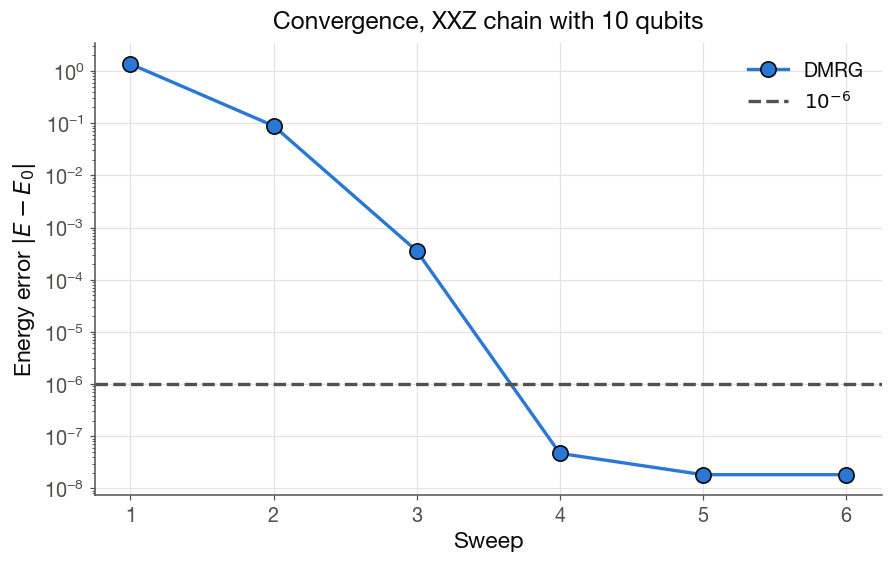 Convergence, XXZ chain with 10 qubits
Energy error |E − E₀|
10⁰
10⁻¹
10⁻²
10⁻³
10⁻⁴
10⁻⁵
10⁻⁶
10⁻⁷
10⁻⁸
DMRG
10⁻⁶
1 2 3 4 5 6
Sweep